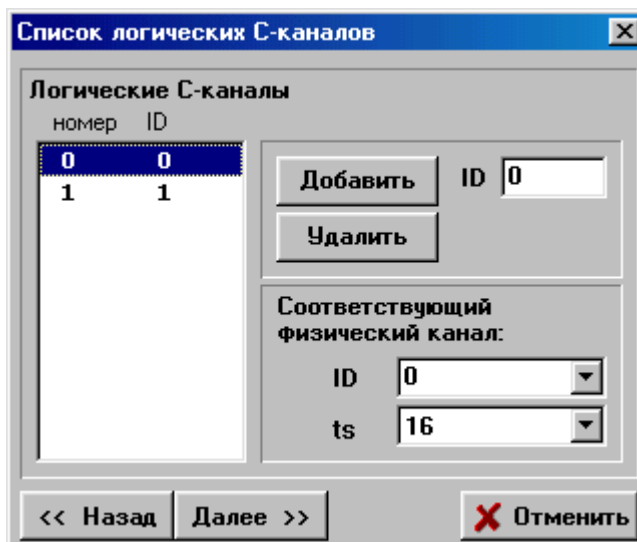 Список логических С-каналов
Логические С-каналы
номер ID
0 0
1 1
Добавить ID 0
Удалить
Соответствующий
физический канал:
ID 0
ts 16
<< Назад Далее >> Отменить